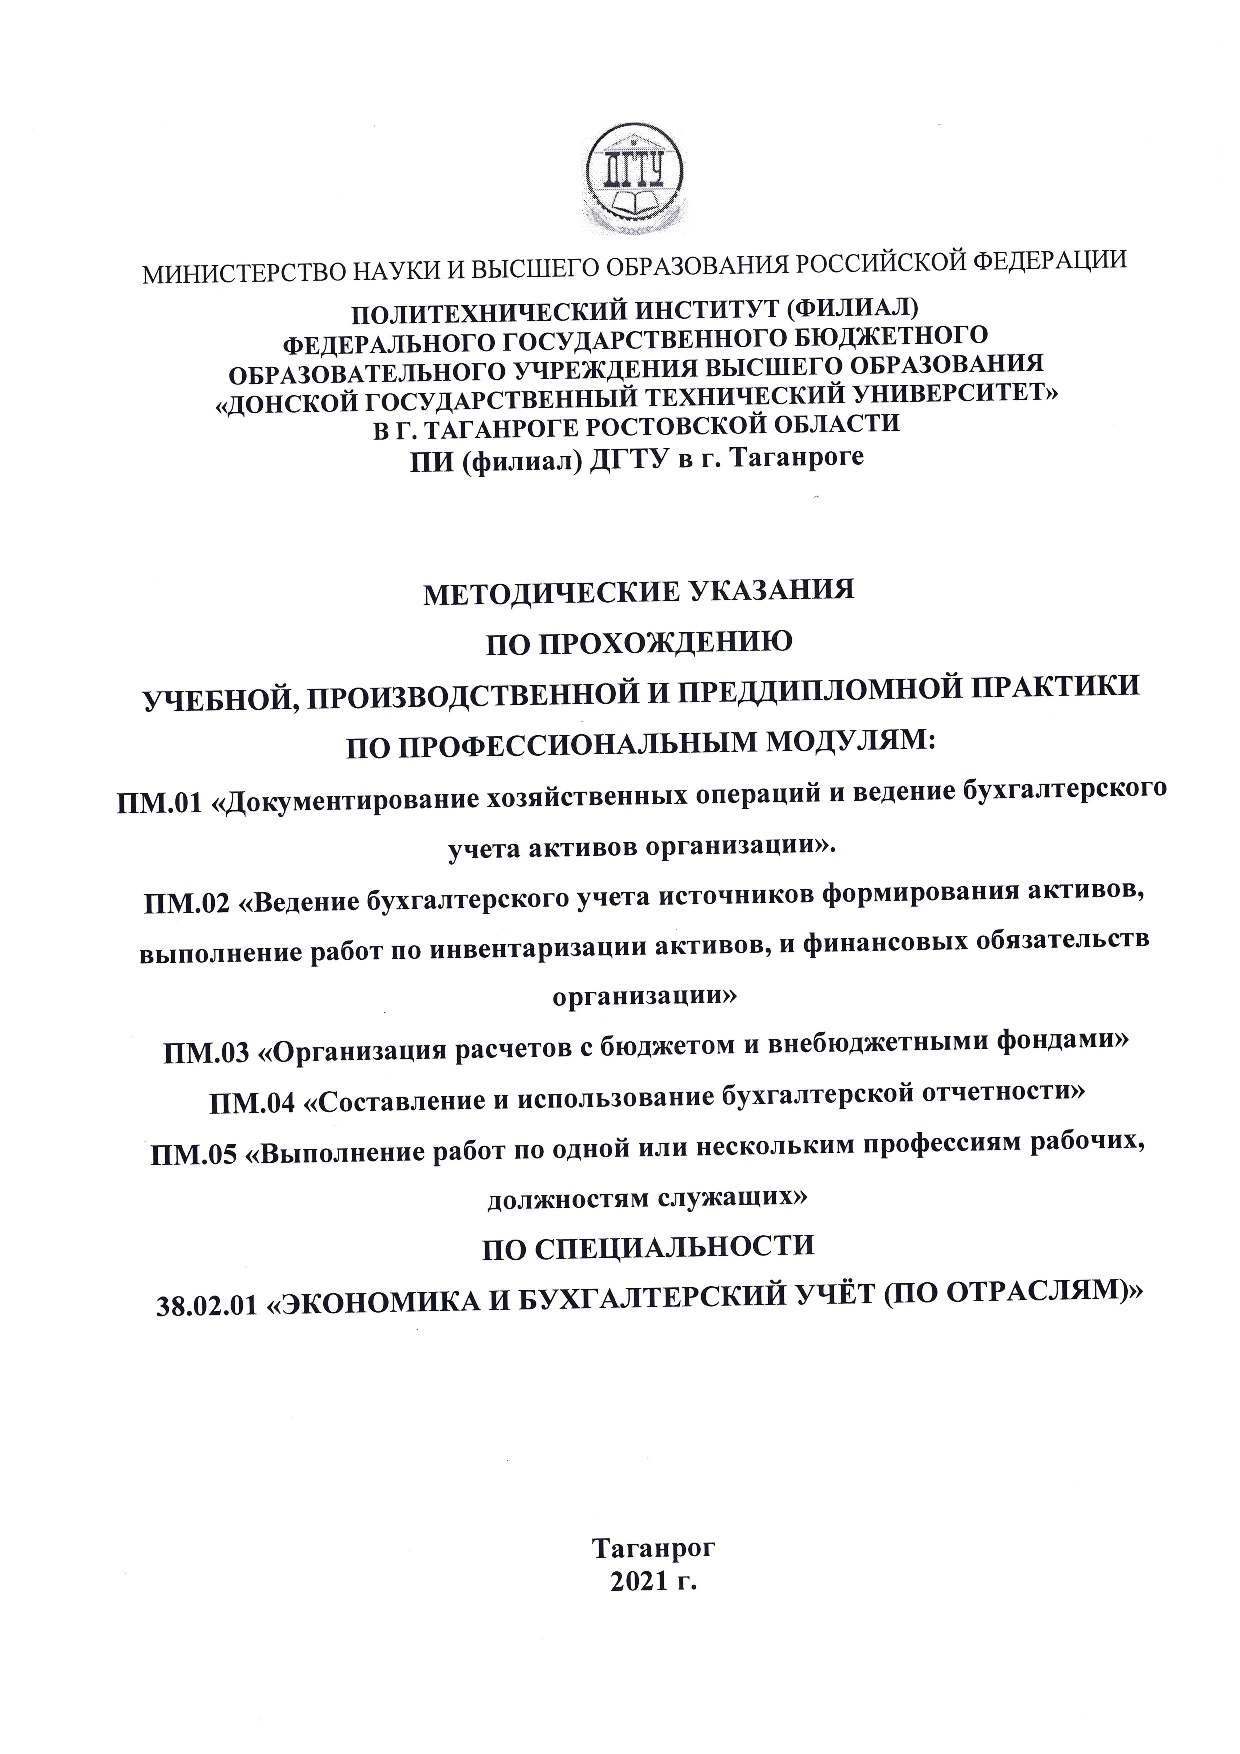 ДГТУ
МИНИСТЕРСТВО НАУКИ И ВЫСШЕГО ОБРАЗОВАНИЯ РОССИЙСКОЙ ФЕДЕРАЦИИ
ПОЛИТЕХНИЧЕСКИЙ ИНСТИТУТ (ФИЛИАЛ)
ФЕДЕРАЛЬНОГО ГОСУДАРСТВЕННОГО БЮДЖЕТНОГО
ОБРАЗОВАТЕЛЬНОГО УЧРЕЖДЕНИЯ ВЫСШЕГО ОБРАЗОВАНИЯ
«ДОНСКОЙ ГОСУДАРСТВЕННЫЙ ТЕХНИЧЕСКИЙ УНИВЕРСИТЕТ»
В Г. ТАГАНРОГЕ РОСТОВСКОЙ ОБЛАСТИ
ПИ (филиал) ДГТУ в г. Таганроге
МЕТОДИЧЕСКИЕ УКАЗАНИЯ
ПО ПРОХОЖДЕНИЮ
УЧЕБНОЙ, ПРОИЗВОДСТВЕННОЙ И ПРЕДДИПЛОМНОЙ ПРАКТИКИ
ПО ПРОФЕССИОНАЛЬНЫМ МОДУЛЯМ:
ПМ.01 «Документирование хозяйственных операций и ведение бухгалтерского
учета активов организации».
ПМ.02 «Ведение бухгалтерского учета источников формирования активов,
выполнение работ по инвентаризации активов, и финансовых обязательств
организации»
ПМ.03 «Организация расчетов с бюджетом и внебюджетными фондами»
ПМ.04 «Составление и использование бухгалтерской отчетности»
ПМ.05 «Выполнение работ по одной или нескольким профессиям рабочих,
должностям служащих»
ПО СПЕЦИАЛЬНОСТИ
38.02.01 «ЭКОНОМИКА И БУХГАЛТЕРСКИЙ УЧЁТ (ПО ОТРАСЛЯМ)»
Таганрог
2021 г.